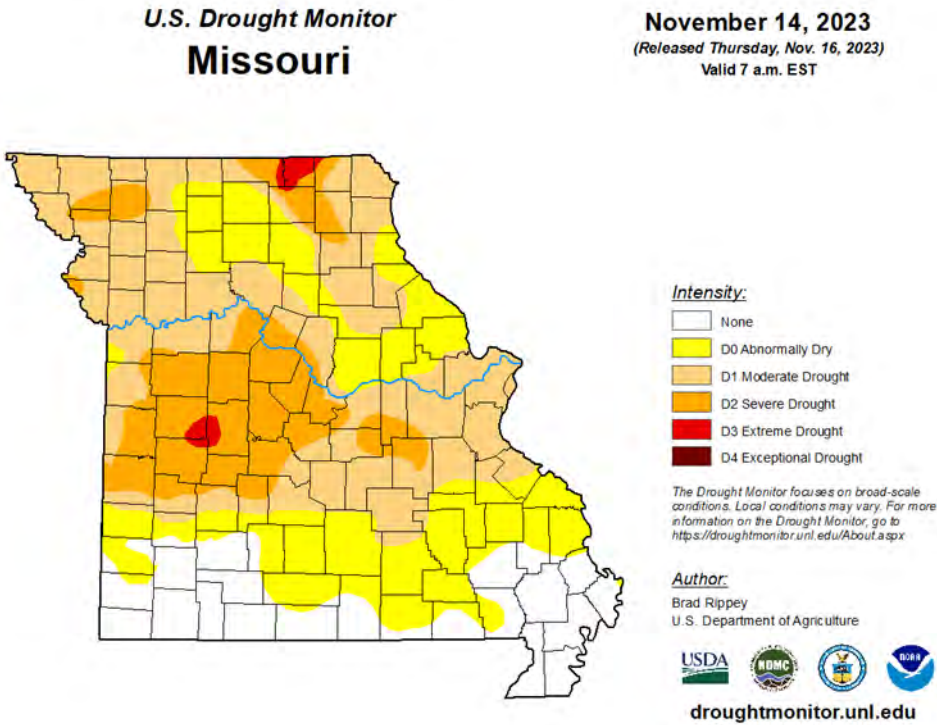 U.S. Drought Monitor
Missouri
November 14, 2023
(Released Thursday, Nov. 16, 2023)
Valid 7 a.m. EST
Intensity:
None
D0 Abnormally Dry
D1 Moderate Drought
D2 Severe Drought
D3 Extreme Drought
D4 Exceptional Drought
The Drought Monitor focuses on broad-scale
conditions. Local conditions may vary. For more
information on the Drought Monitor, go to
https://droughtmonitor.unl.edu/About.aspx
Author:
Brad Rippey
U.S. Department of Agriculture
USDA
NDMC
NOAA
droughtmonitor.unl.edu